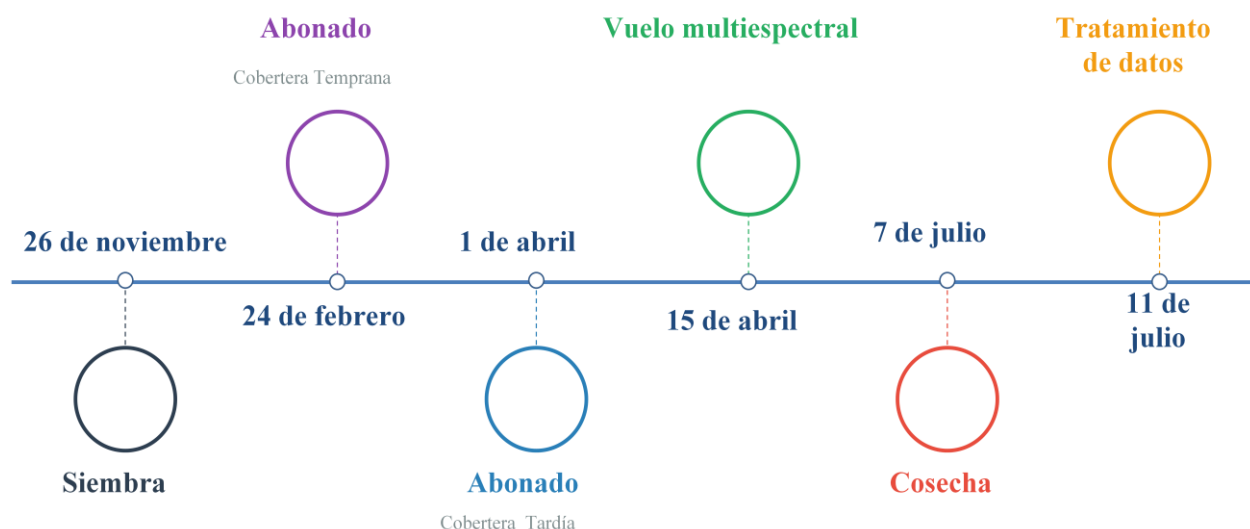 Abonado
Cobertera Temprana
Vuelo multiespectral
Tratamiento
de datos
26 de noviembre
24 de febrero
1 de abril
15 de abril
7 de julio
11 de
julio
Siembra
Abonado
Cobertera Tardía
Cosecha